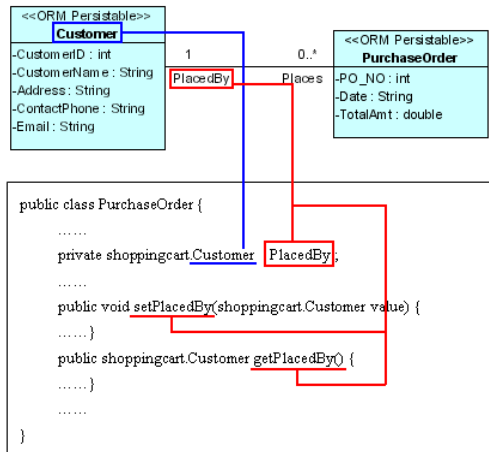 <<ORM Persistable>>
Customer
-CustomerID : int
-CustomerName : String
-Address : String
-ContactPhone : String
-Email : String
1
0..*
PlacedBy
Places
<<ORM Persistable>>
PurchaseOrder
-PO_NO : int
-Date : String
-TotalAmt : double
public class PurchaseOrder {
......
private shoppingcart.Customer PlacedBy;
......
public void setPlacedBy(shoppingcart.Customer value) {
......}
public shoppingcart.Customer getPlacedBy() {
......}
......
}